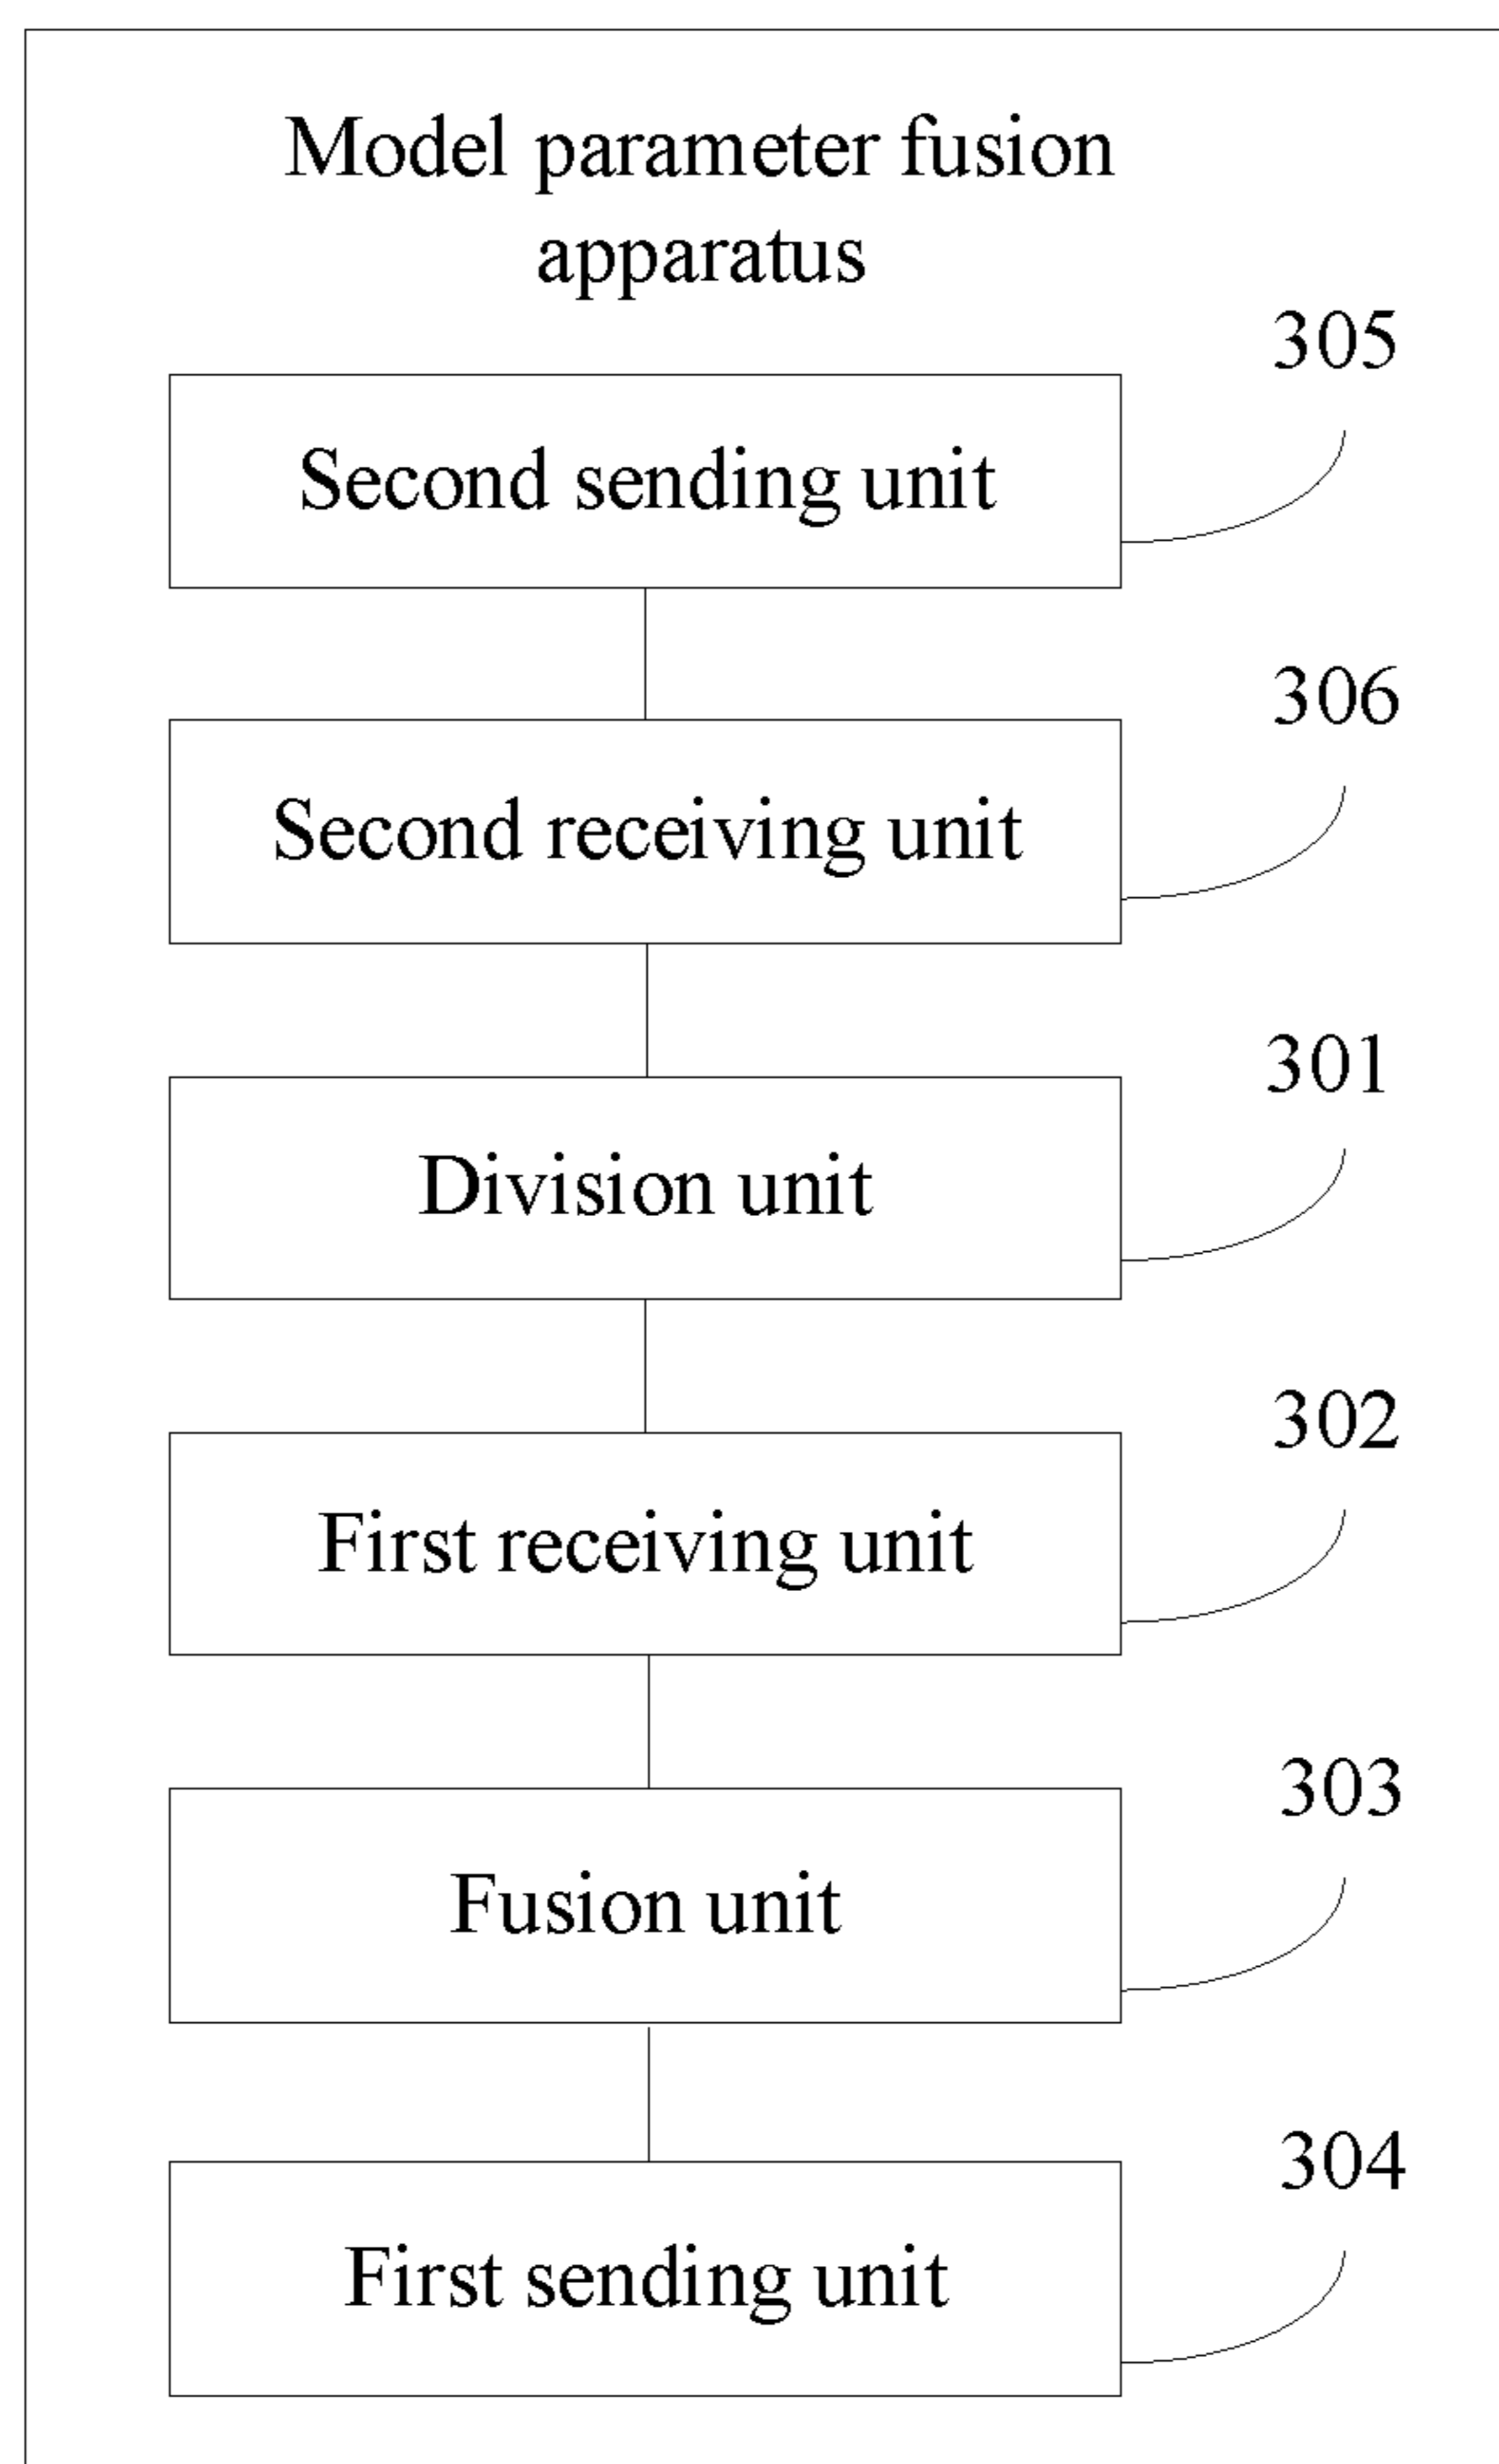 Model parameter fusion
apparatus
305
Second sending unit
306
Second receiving unit
301
Division unit
302
First receiving unit
303
Fusion unit
304
First sending unit